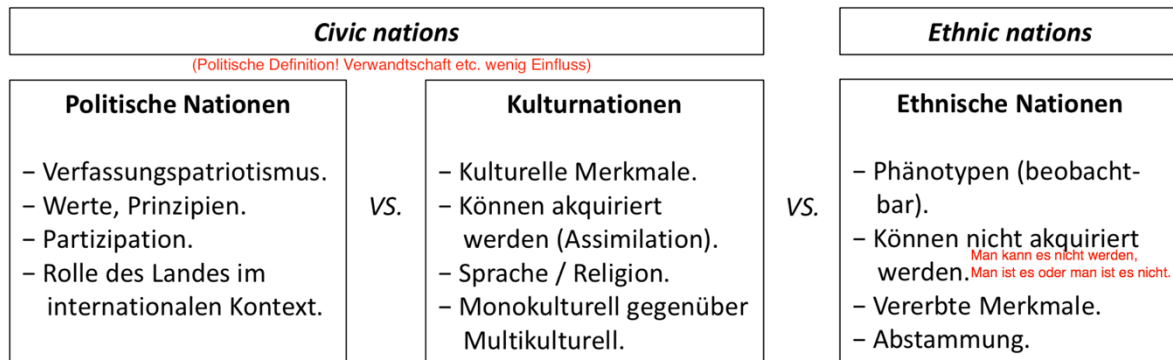 Civic nations
Ethnic nations
(Politische Definition! Verwandtschaft etc. wenig Einfluss)
Politische Nationen
– Verfassungspatriotismus.
– Werte, Prinzipien.
– Partizipation.
– Rolle des Landes im
internationalen Kontext.
VS.
Kulturnationen
– Kulturelle Merkmale.
– Können akquiriert
werden (Assimilation).
– Sprache / Religion.
– Monokulturell gegenüber
Multikulturell.
VS.
Ethnische Nationen
– Phänotypen (beobacht-
bar).
– Können nicht akquiriert
werden.
Man kann es nicht werden,
Man ist es oder man ist es nicht.
– Vererbte Merkmale.
– Abstammung.